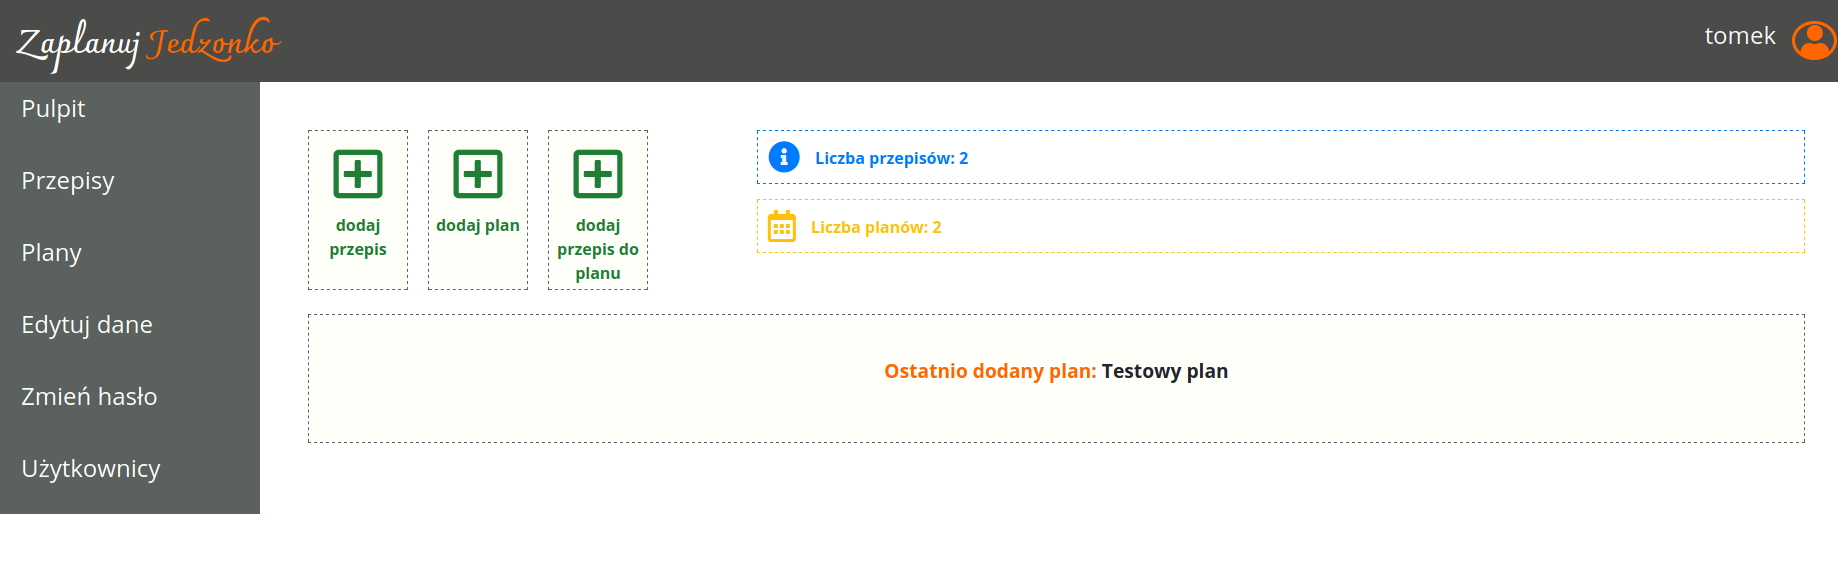 Zaplanuj Jedzonko
tomek
Pulpit
Przepisy
Plany
Edytuj dane
Zmień hasło
Użytkownicy
dodaj
przepis
dodaj plan
dodaj
przepis do
planu
Liczba przepisów: 2
Liczba planów: 2
Ostatnio dodany plan: Testowy plan